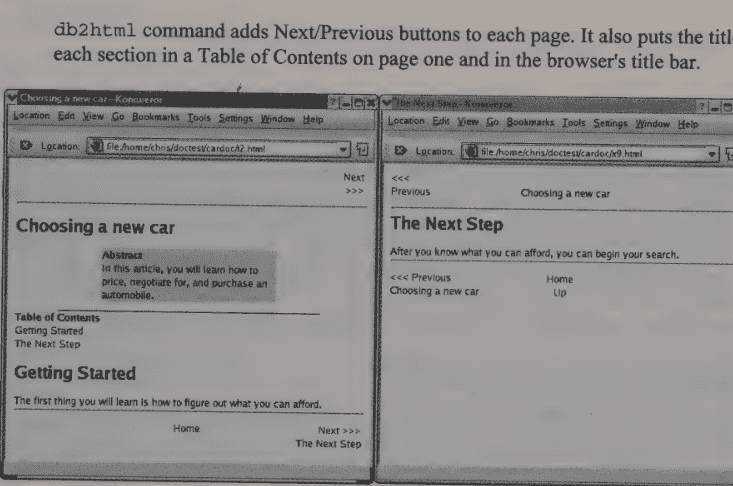 db2html command adds Next/Previous buttons to each page. It also puts the
each section in a Table of Contents on page one and in the browser's title bar.
Choosing a new car - Konqueror
Location Edit View Go Bookmarks Tools Settings Window Help
Location: file:/home/chris/doctest/cardoc/t2.html
Next
>>>
Choosing a new car
Abstract
In this article, you will learn how to
price, negotiate for, and purchase an
automobile.
Table of Contents
Getting Started
The Next Step
Getting Started
The first thing you will learn is how to figure out what you can afford.
Home Next >>>
The Next Step
The Next Step - Konqueror
Location Edit View Go Bookmarks Tools Settings Window Help
Location: file:/home/chris/doctest/cardoc/x9.html
<<<
Previous Choosing a new car
The Next Step
After you know what you can afford, you can begin your search.
<<< Previous Home
Choosing a new car Up